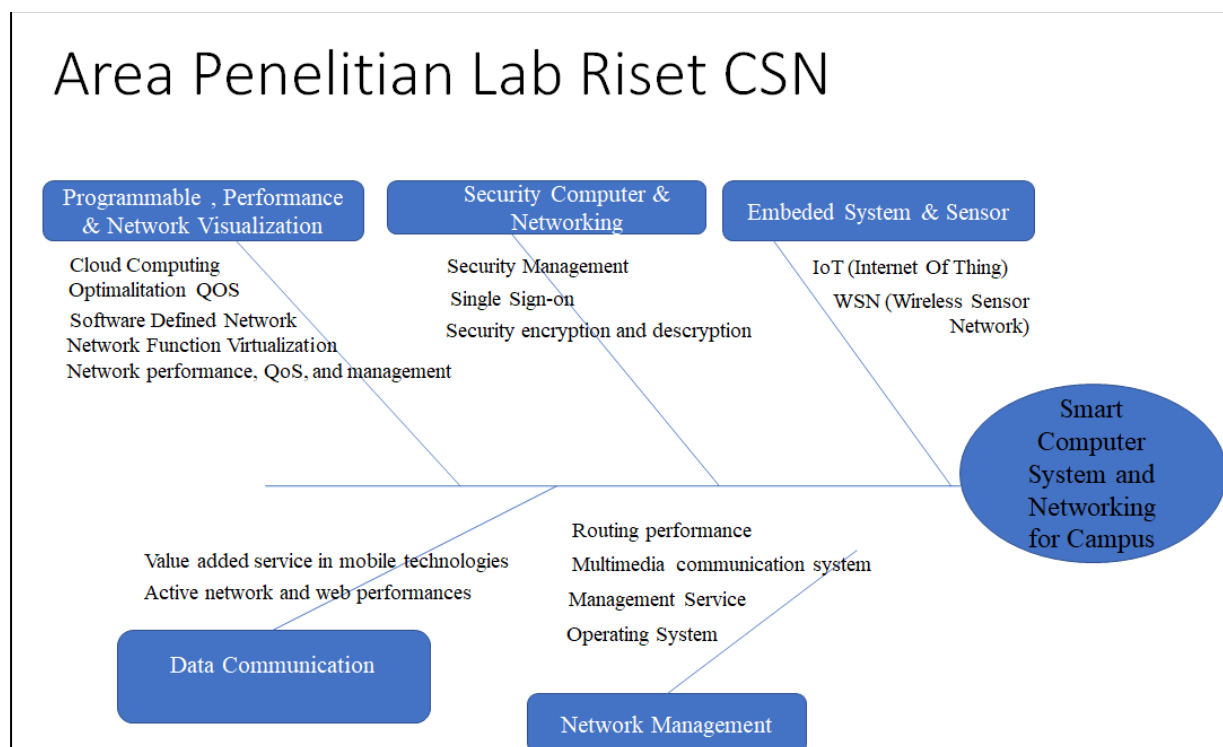 Area Penelitian Lab Riset CSN
Programmable , Performance
& Network Visualization
Cloud Computing
Optimalitation QOS
Software Defined Network
Network Function Virtualization
Network performance, QoS, and management
Security Computer &
Networking
Security Management
Single Sign-on
Security encryption and descryption
Embeded System & Sensor
IoT (Internet Of Thing)
WSN (Wireless Sensor
Network)
Smart
Computer
System and
Networking
for Campus
Value added service in mobile technologies
Active network and web performances
Data Communication
Routing performance
Multimedia communication system
Management Service
Operating System
Network Management